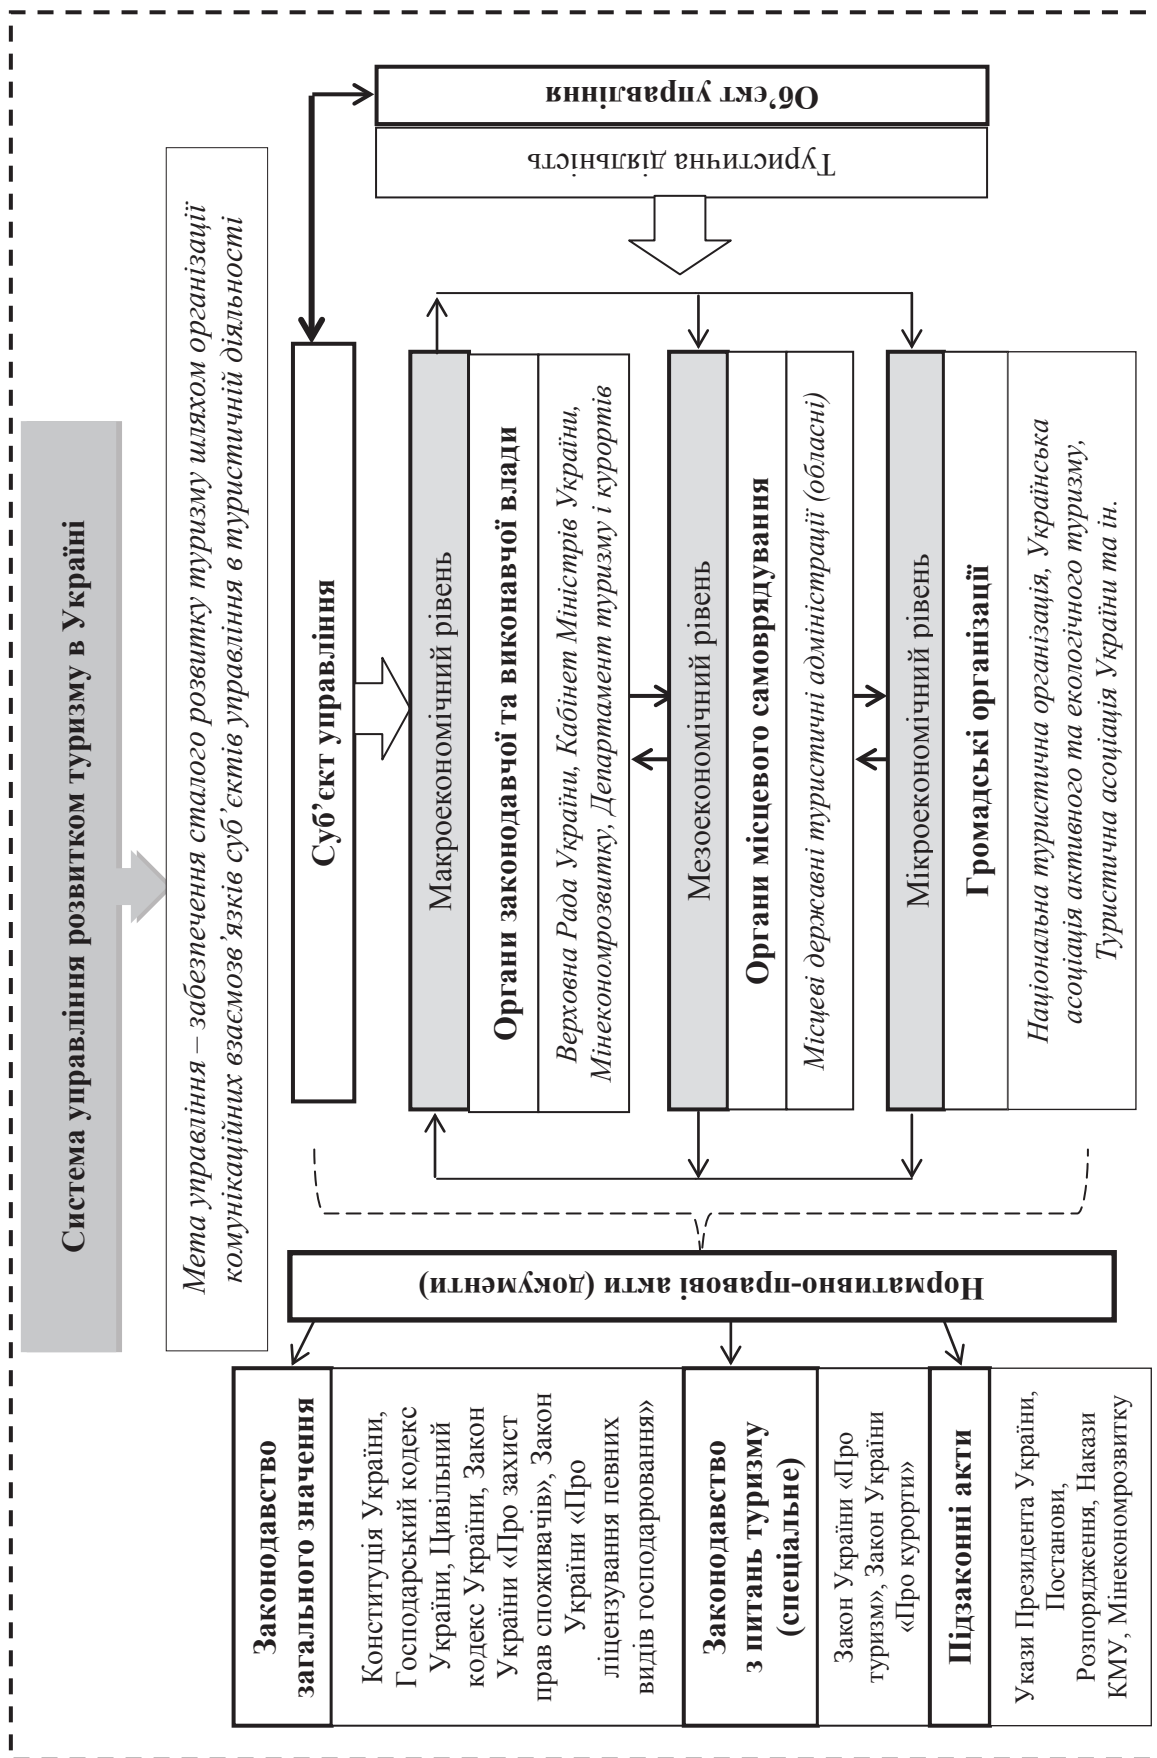 Система управління розвитком туризму в Україні
Мета управління – забезпечення сталого розвитку туризму шляхом організації
комунікаційних взаємозв’язків суб’єктів управління в туристичній діяльності
Законодавство
загального значення
Конституція України,
Господарський кодекс
України, Цивільний
кодекс України, Закон
України «Про захист
прав споживачів», Закон
України «Про
ліцензування певних
видів господарювання»
Законодавство
з питань туризму
(спеціальне)
Закон України «Про
туризм», Закон України
«Про курорти»
Підзаконні акти
Укази Президента України,
Постанови,
Розпорядження, Накази
КМУ, Мінекономрозвитку
Нормативно-правові акти (документи)
Суб’єкт управління
Макроекономічний рівень
Органи законодавчої та виконавчої влади
Верховна Рада України, Кабінет Міністрів України,
Мінекономрозвитку, Департамент туризму і курортів
Мезоекономічний рівень
Органи місцевого самоврядування
Місцеві державні туристичні адміністрації (обласні)
Мікроекономічний рівень
Громадські організації
Національна туристична організація, Українська
асоціація активного та екологічного туризму,
Туристична асоціація України та ін.
Туристична діяльність
Об’єкт управління